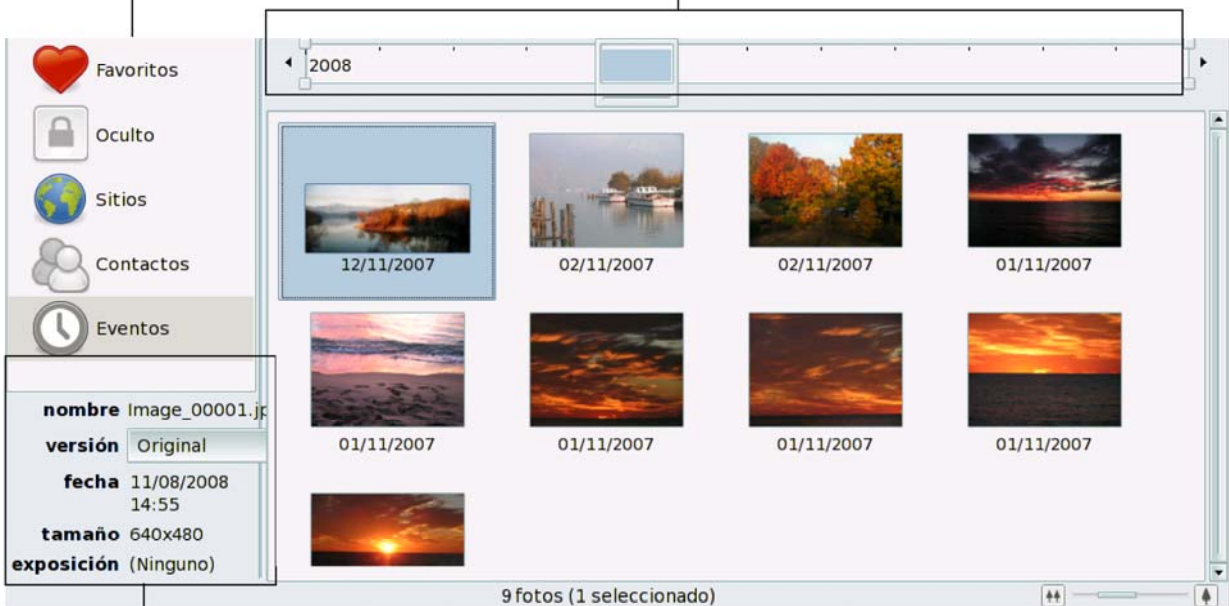 Favoritos
Oculto
Sitios
Contactos
Eventos
nombre Image_00001.jp
versión Original
fecha 11/08/2008
14:55
tamaño 640x480
exposición (Ninguno)
2008
12/11/2007 02/11/2007 02/11/2007 01/11/2007
01/11/2007 01/11/2007 01/11/2007 01/11/2007
9 fotos (1 seleccionado)